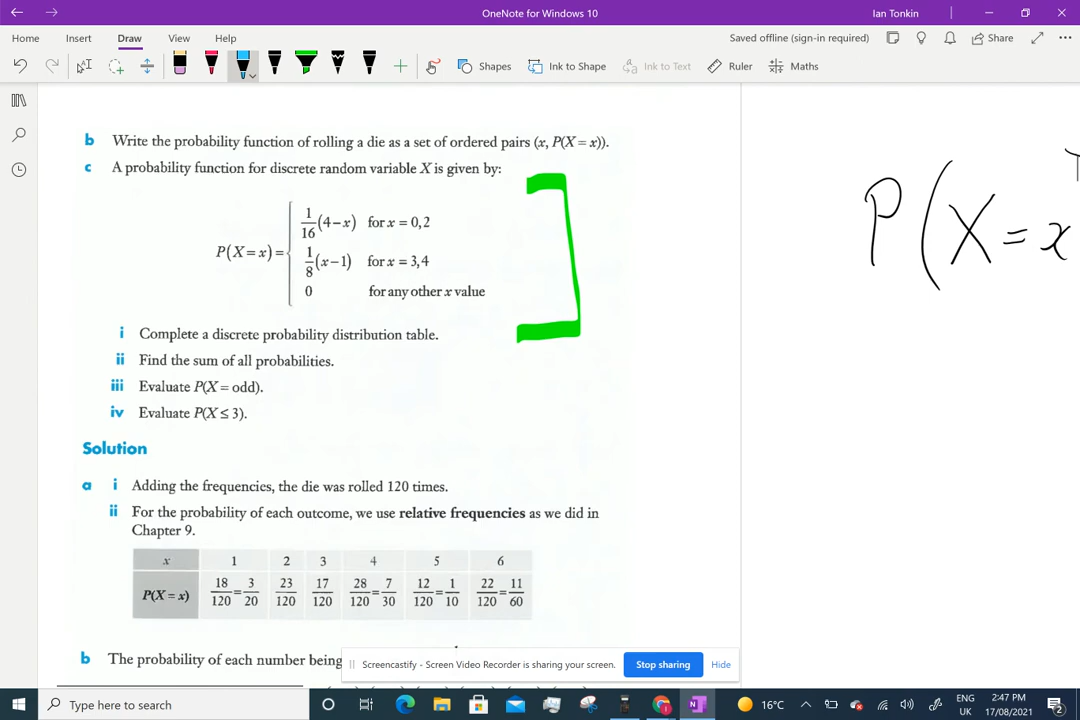 OneNote for Windows 10
Ian Tonkin
Home Insert Draw View Help
Saved offline (sign-in required)
Share
Shapes
Ink to Shape
Ink to Text
Ruler
Maths
b Write the probability function of rolling a die as a set of ordered pairs (x, P(X = x)).
c A probability function for discrete random variable X is given by:
P(X = x) = { 1/16 (4 – x) for x = 0, 2
1/8 (x – 1) for x = 3, 4
0 for any other x value
P(X = x
i Complete a discrete probability distribution table.
ii Find the sum of all probabilities.
iii Evaluate P(X = odd).
iv Evaluate P(X ≤ 3).
Solution
a i Adding the frequencies, the die was rolled 120 times.
ii For the probability of each outcome, we use relative frequencies as we did in
Chapter 9.
x 1 2 3 4 5 6
P(X = x) 18/120 = 3/20 23/120 17/120 28/120 = 7/30 12/120 = 1/10 22/120 = 11/60
b The probability of each number being
Screencastify - Screen Video Recorder is sharing your screen.
Stop sharing
Hide
Type here to search
16°C
ENG
UK
2:47 PM
17/08/2021
2